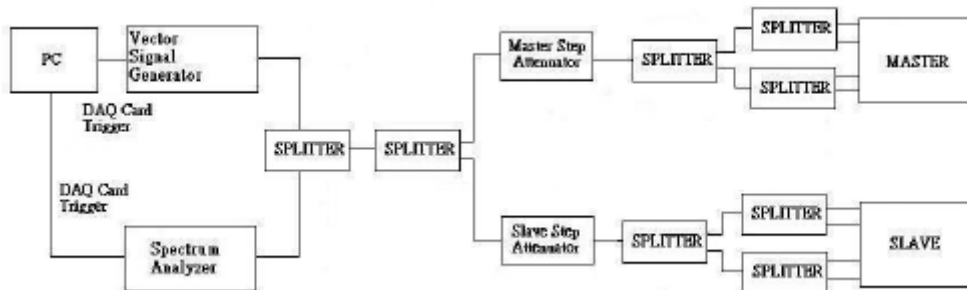 PC
Vector
Signal
Generator
DAQ Card
Trigger
DAQ Card
Trigger
Spectrum
Analyzer
SPLITTER
SPLITTER
Master Step
Attenuator
SPLITTER
SPLITTER
SPLITTER
MASTER
Slave Step
Attenuator
SPLITTER
SPLITTER
SPLITTER
SLAVE